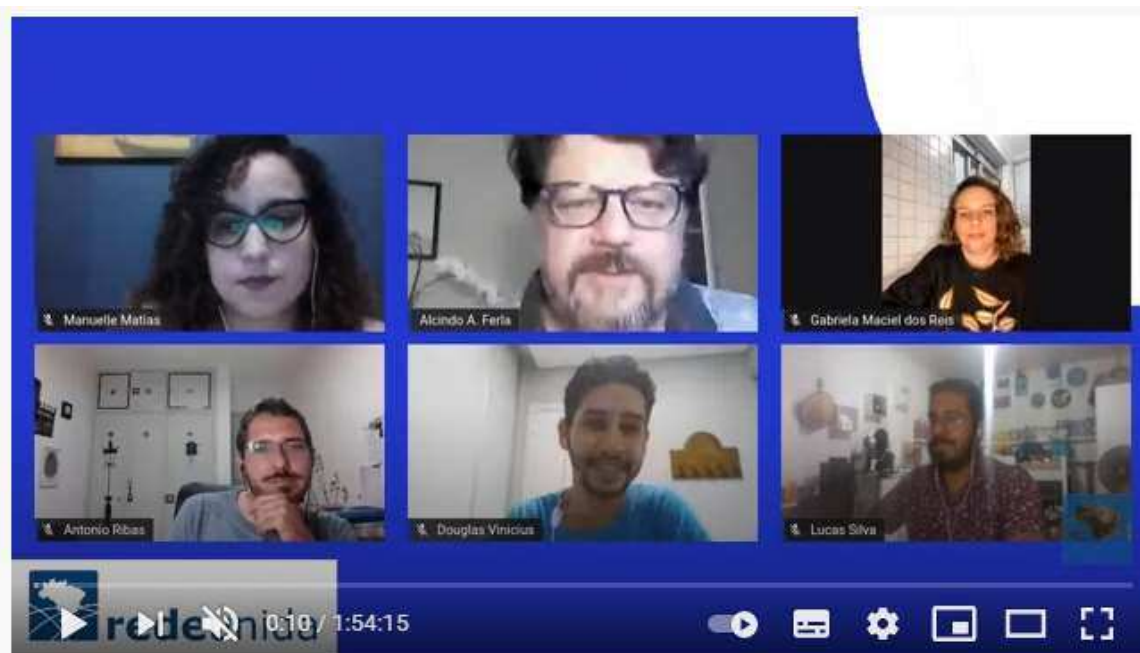 Manuelle Matias
Alcindo A. Ferla
Gabriela Maciel dos Reis
Antonio Ribas
Douglas Vinicius
Lucas Silva
redeunida
0:10 / 1:54:15